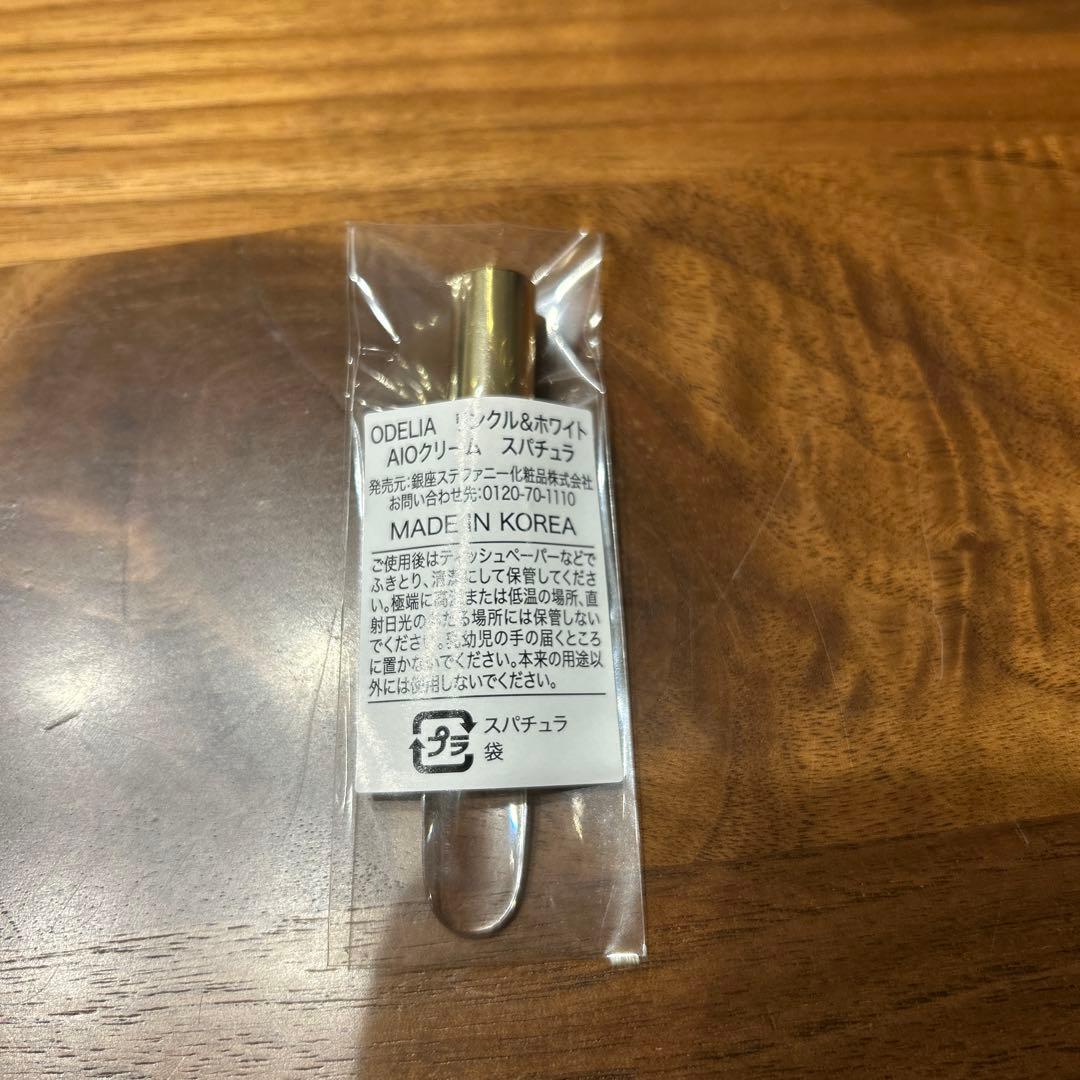 ODELIA リンクル&ホワイト
AIOクリーム スパチュラ
発売元:銀座ステファニー化粧品株式会社
お問い合わせ先:0120-70-1110
MADE IN KOREA
ご使用後はティッシュペーパーなどで
ふきとり、清潔にして保管してくださ
い。極端に高温または低温の場所、直
射日光のあたる場所には保管しない
でください。乳幼児の手の届くところ
に置かないでください。本来の用途以
外には使用しないでください。
プラ
スパチュラ
袋